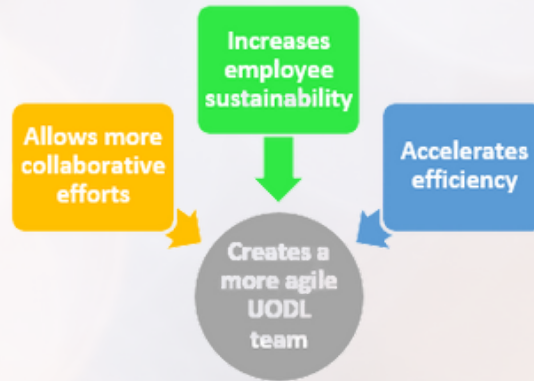 Increases
employee
sustainability
Allows more
collaborative
efforts
Accelerates
efficiency
Creates a
more agile
UODL
team